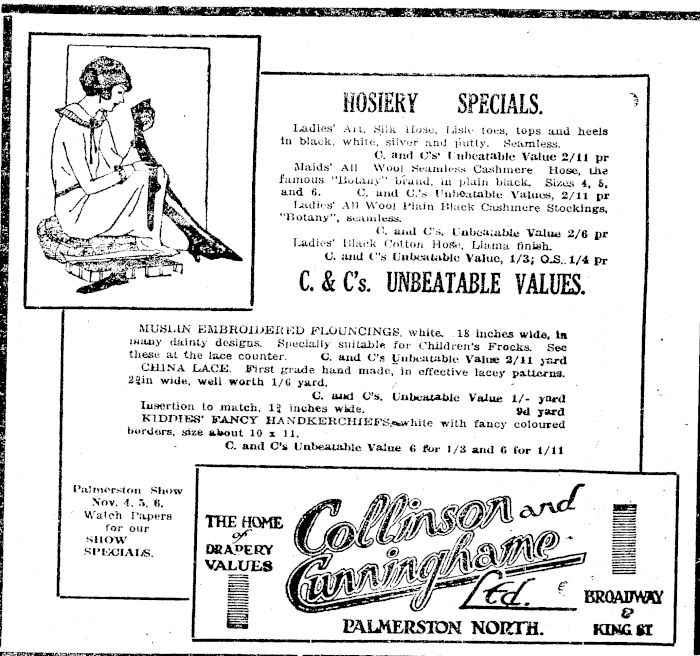 HOSIERY SPECIALS.
Ladies' Art. Silk Hose, Lisle toes, tops and heels
in black, white, silver and putty. Seamless.
C. and C's Unbeatable Value 2/11 pr
Maids' All Wool Seamless Cashmere Hose, the
famous "Botany" brand, in plain black. Sizes 4, 5,
and 6. C. and C.'s Unbeatable Values, 2/11 pr
Ladies' All Wool Plain Black Cashmere Stockings,
"Botany", seamless.
C. and C's. Unbeatable Value 2/6 pr
Ladies' Black Cotton Hose, Llama finish.
C. and C's Unbeatable Value, 1/3; O.S. 1/4 pr
C. & C's. UNBEATABLE VALUES.
MUSLIN EMBROIDERED FLOUNCINGS, white. 18 inches wide, in
many dainty designs. Specially suitable for Children's Frocks. See
these at the lace counter. C. and C's Unbeatable Value 2/11 yard
CHINA LACE. First grade hand made, in effective lacey patterns.
2¾in wide, well worth 1/6 yard.
C. and C's. Unbeatable Value 1/- yard
Insertion to match, 1¾ inches wide. 9d yard
KIDDIES' FANCY HANDKERCHIEFS, white with fancy coloured
borders, size about 10 x 11.
C. and C's Unbeatable Value 6 for 1/3 and 6 for 1/11
Palmerston Show
Nov. 4, 5, 6.
Watch Papers
for our
SHOW
SPECIALS.
THE HOME
of
DRAPERY
VALUES
Collinson and
Cunninghame
Ltd.
PALMERSTON NORTH.
BROADWAY
&
KING ST